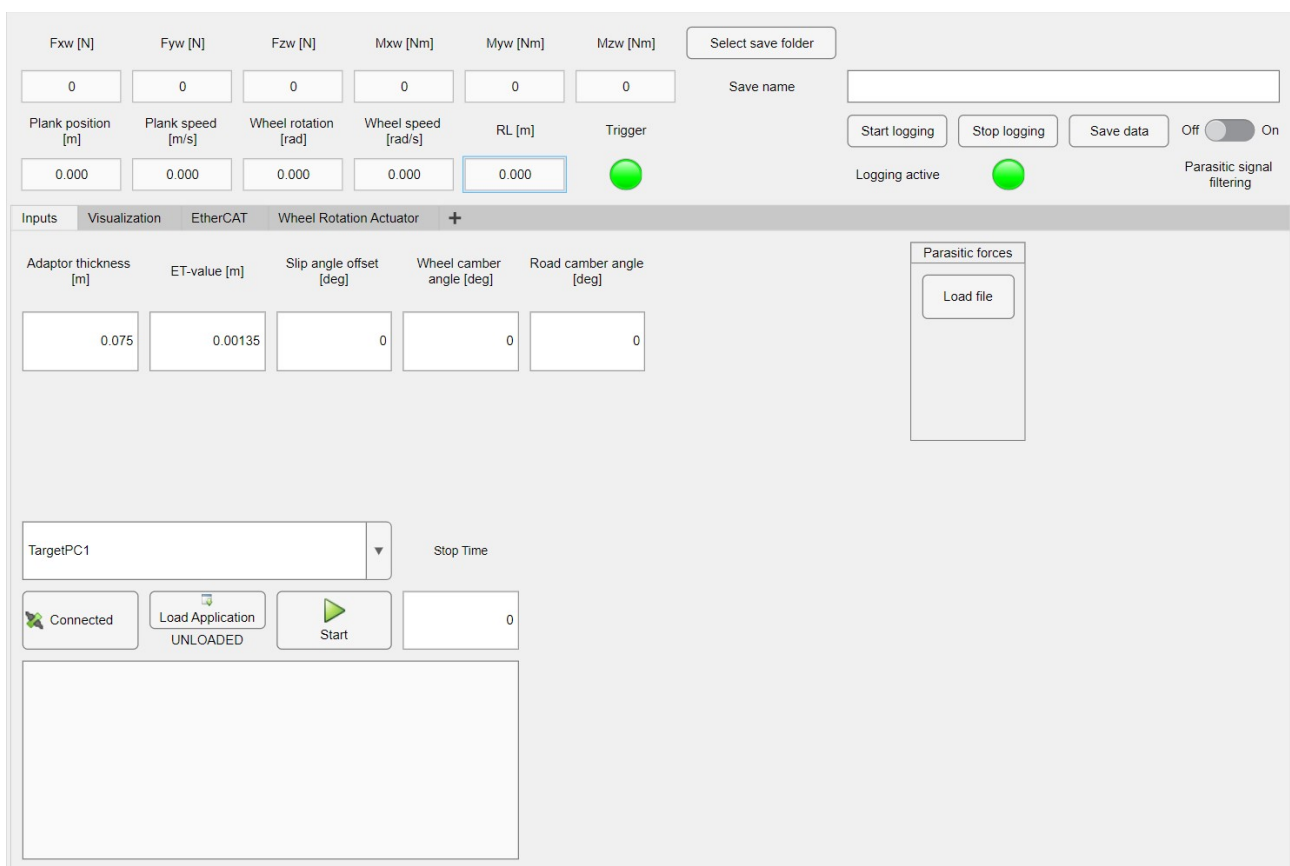 Fxw [N] Fyw [N] Fzw [N] Mxw [Nm] Myw [Nm] Mzw [Nm] Select save folder
0 0 0 0 0 0 Save name
Plank position [m] Plank speed [m/s] Wheel rotation [rad] Wheel speed [rad/s] RL [m] Trigger Start logging Stop logging Save data Off On
0.000 0.000 0.000 0.000 0.000 Logging active Parasitic signal filtering
Inputs Visualization EtherCAT Wheel Rotation Actuator +
Adaptor thickness [m] ET-value [m] Slip angle offset [deg] Wheel camber angle [deg] Road camber angle [deg] Parasitic forces
Load file
0.075 0.00135 0 0 0
TargetPC1 Stop Time
Connected Load Application Start 0
UNLOADED